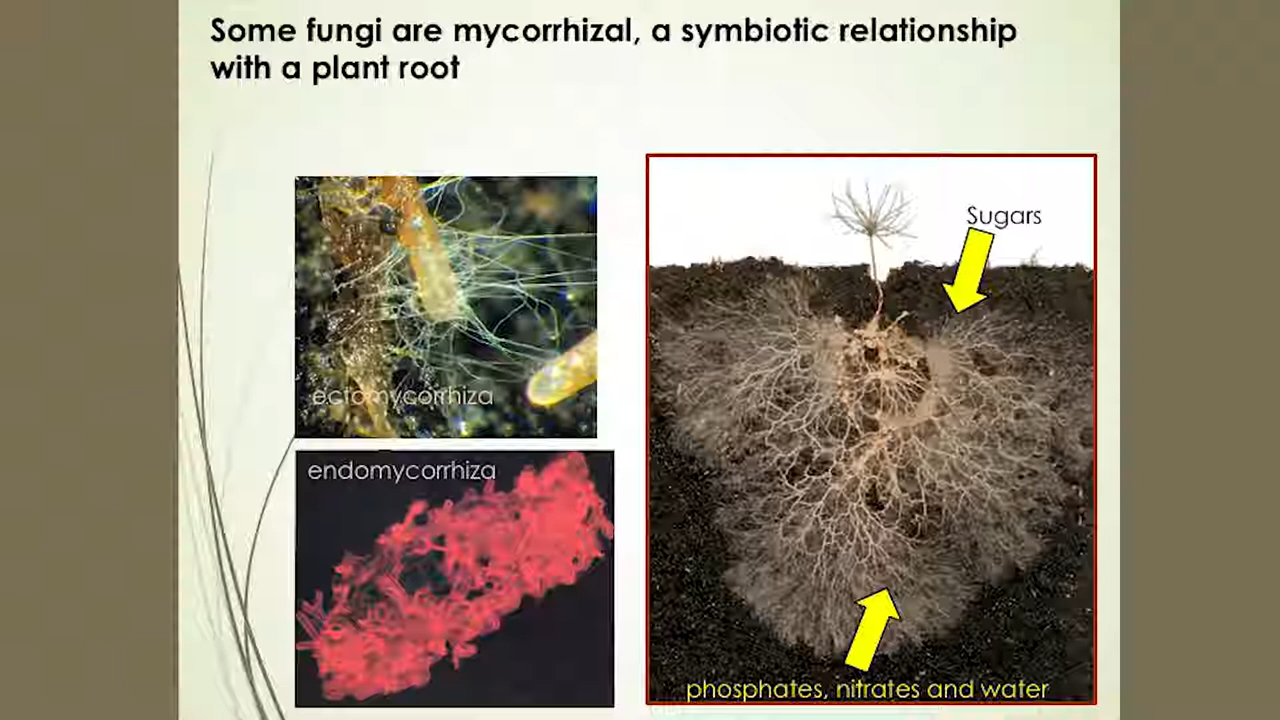 Some fungi are mycorrhizal, a symbiotic relationship
with a plant root
Sugars
ectomycorrhiza
endomycorrhiza
phosphates, nitrates and water